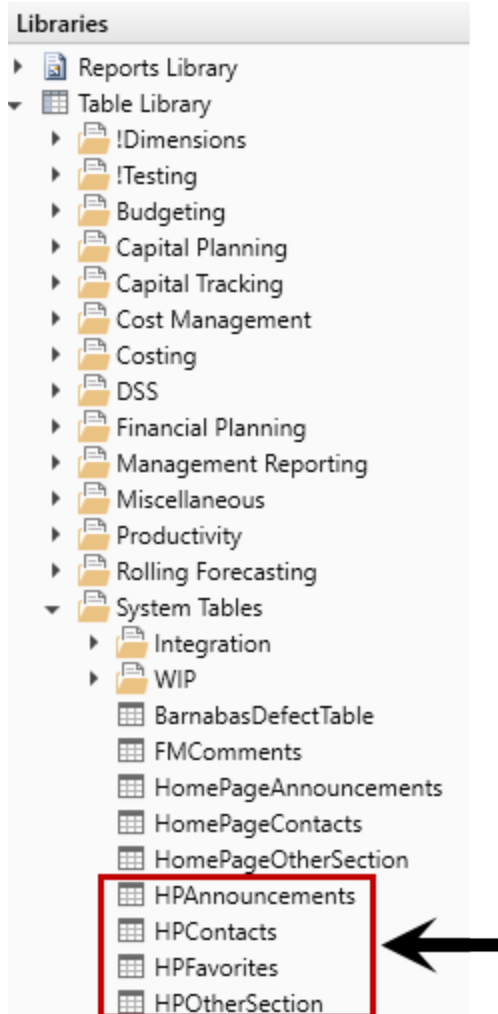 Libraries
Reports Library
Table Library
!Dimensions
!Testing
Budgeting
Capital Planning
Capital Tracking
Cost Management
Costing
DSS
Financial Planning
Management Reporting
Miscellaneous
Productivity
Rolling Forecasting
System Tables
Integration
WIP
BarnabasDefectTable
FMComments
HomePageAnnouncements
HomePageContacts
HomePageOtherSection
HPAnnouncements
HPContacts
HPFavorites
HPOtherSection